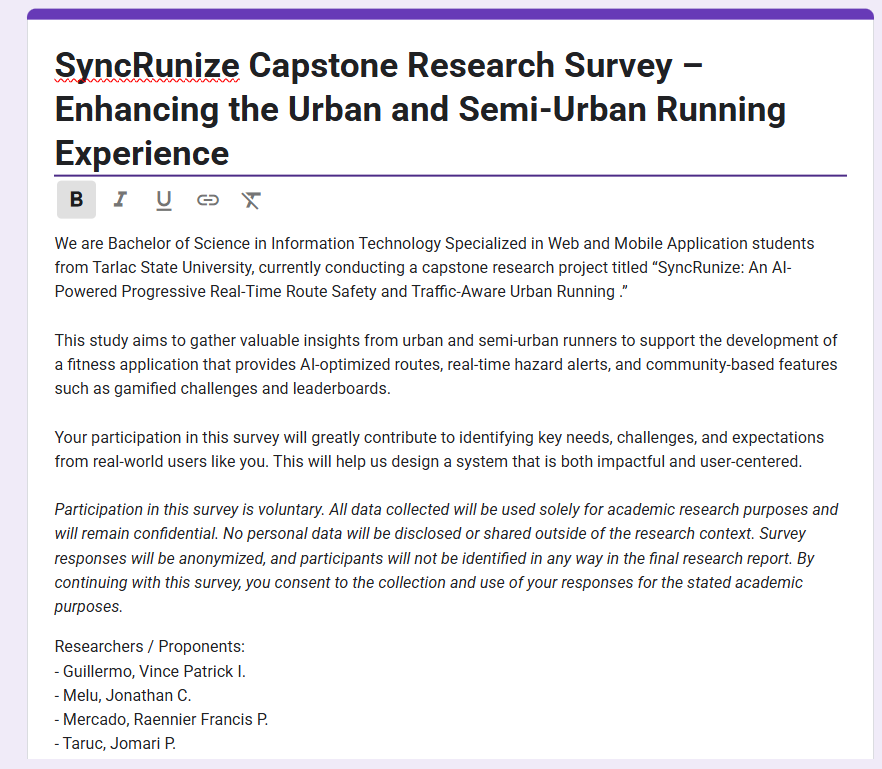 SyncRunize Capstone Research Survey –
Enhancing the Urban and Semi-Urban Running
Experience
B I U
We are Bachelor of Science in Information Technology Specialized in Web and Mobile Application students
from Tarlac State University, currently conducting a capstone research project titled “SyncRunize: An AI-
Powered Progressive Real-Time Route Safety and Traffic-Aware Urban Running .”
This study aims to gather valuable insights from urban and semi-urban runners to support the development of
a fitness application that provides AI-optimized routes, real-time hazard alerts, and community-based features
such as gamified challenges and leaderboards.
Your participation in this survey will greatly contribute to identifying key needs, challenges, and expectations
from real-world users like you. This will help us design a system that is both impactful and user-centered.
Participation in this survey is voluntary. All data collected will be used solely for academic research purposes and
will remain confidential. No personal data will be disclosed or shared outside of the research context. Survey
responses will be anonymized, and participants will not be identified in any way in the final research report. By
continuing with this survey, you consent to the collection and use of your responses for the stated academic
purposes.
Researchers / Proponents:
- Guillermo, Vince Patrick I.
- Melu, Jonathan C.
- Mercado, Raennier Francis P.
- Taruc, Jomari P.